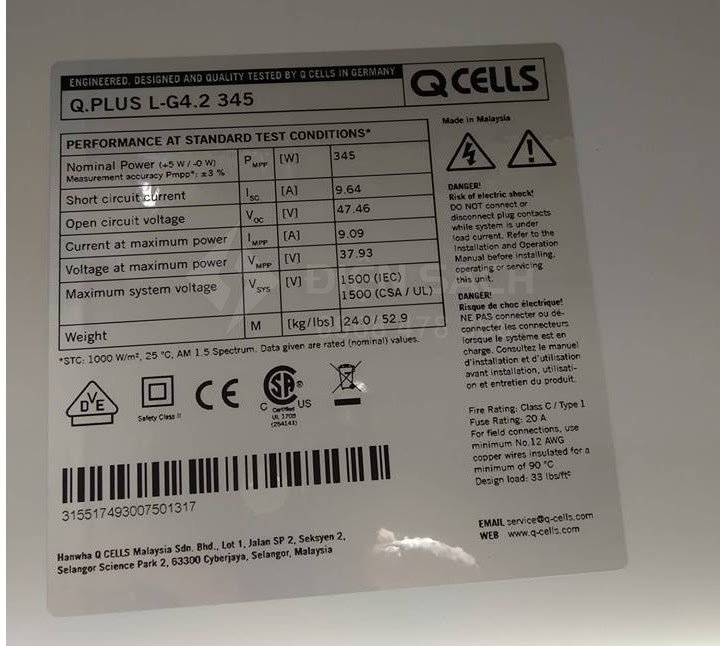 ENGINEERED, DESIGNED AND QUALITY TESTED BY Q CELLS IN GERMANY
Q.PLUS L-G4.2 345
Q CELLS
PERFORMANCE AT STANDARD TEST CONDITIONS*
Nominal Power (+5 W / -0 W) PMPP [W] 345
Measurement accuracy Pmpp*: ±3 %
Short circuit current ISC [A] 9.64
Open circuit voltage VOC [V] 47.46
Current at maximum power IMPP [A] 9.09
Voltage at maximum power VMPP [V] 37.93
Maximum system voltage VSYS [V] 1500 (IEC)
1500 (CSA / UL)
Weight M [kg/lbs] 24.0 / 52.9
*STC: 1000 W/m², 25 °C, AM 1.5 Spectrum. Data given are rated (nominal) values.
DVE
Safety Class II
CE
C SA® US
Certified
UL 1703
(254141)
315517493007501317
Hanwha Q CELLS Malaysia Sdn. Bhd., Lot 1, Jalan SP 2, Seksyen 2,
Selangor Science Park 2, 63300 Cyberjaya, Selangor, Malaysia
Made in Malaysia
DANGER!
Risk of electric shock!
DO NOT connect or
disconnect plug contacts
while system is under
load current. Refer to the
Installation and Operation
Manual before installing,
operating or servicing
this unit.
DANGER!
Risque de choc électrique!
NE PAS connecter ou dé-
connecter les connecteurs
lorsque le système est en
charge. Consultez le manuel
d'installation et d'utilisation
avant installation, utilisati-
on et entretien du produit.
Fire Rating: Class C / Type 1
Fuse Rating: 20 A
For field connections, use
minimum No.12 AWG
copper wires insulated for a
minimum of 90 °C
Design load: 33 lbs/ft²
EMAIL service@q-cells.com
WEB www.q-cells.com